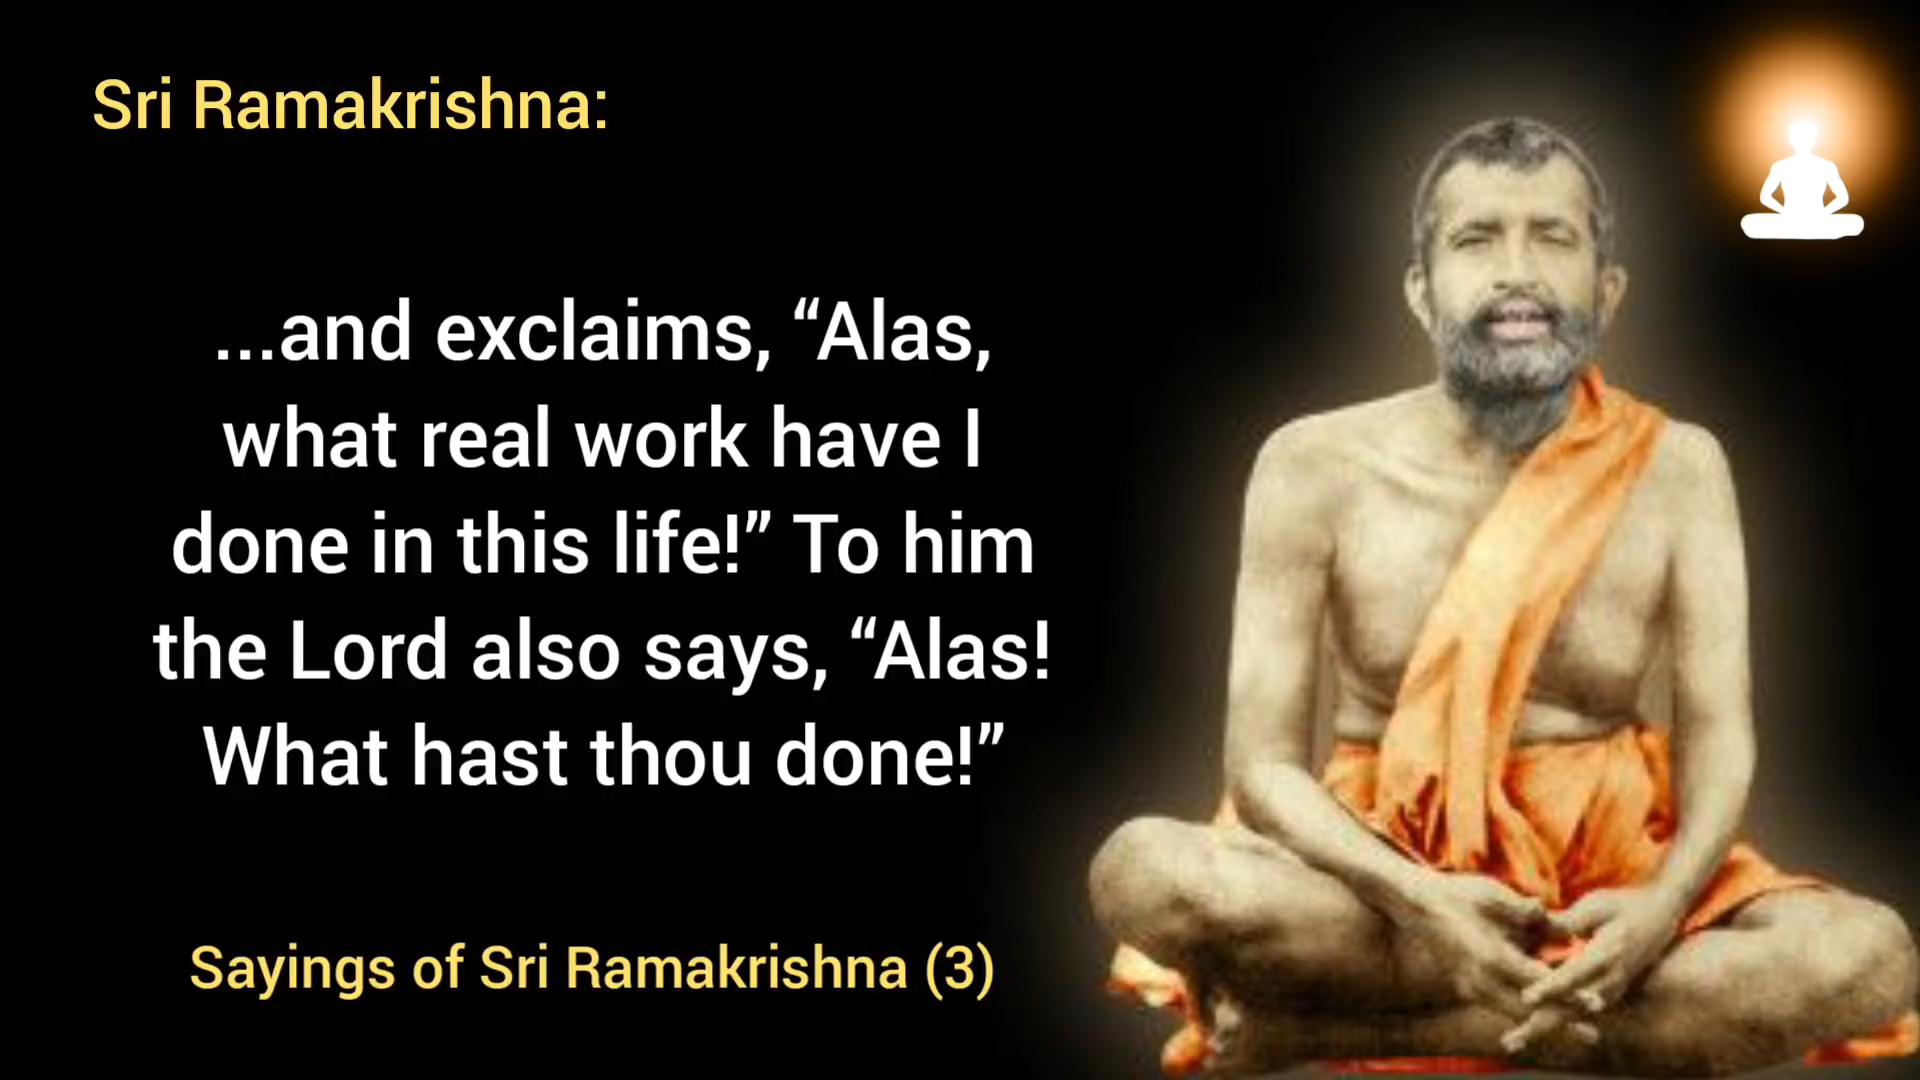 Sri Ramakrishna:
...and exclaims, “Alas,
what real work have I
done in this life!” To him
the Lord also says, “Alas!
What hast thou done!”
Sayings of Sri Ramakrishna (3)